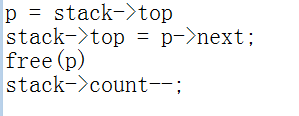 p = stack->top
stack->top = p->next;
free(p)
stack->count--;